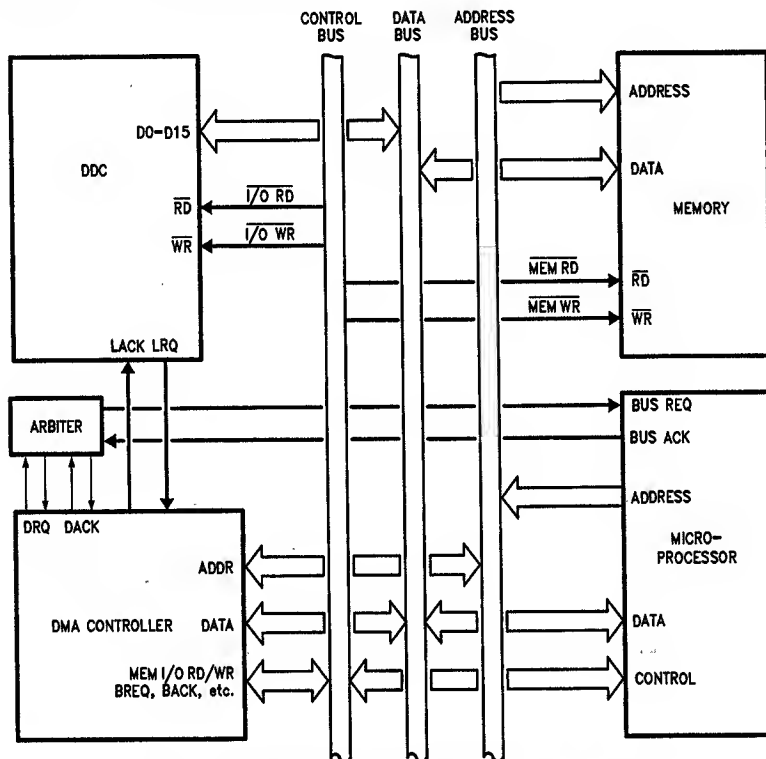 CONTROL BUS
DATA BUS
ADDRESS BUS
DDC
D0-D15
RD
WR
I/O RD
I/O WR
LACK LRQ
ADDRESS
DATA
MEMORY
MEM RD
MEM WR
RD
WR
ARBITER
BUS REQ
BUS ACK
ADDRESS
MICRO-
PROCESSOR
DATA
CONTROL
DRQ DACK
ADDR
DMA CONTROLLER
DATA
MEM I/O RD/WR
BREQ, BACK, etc.